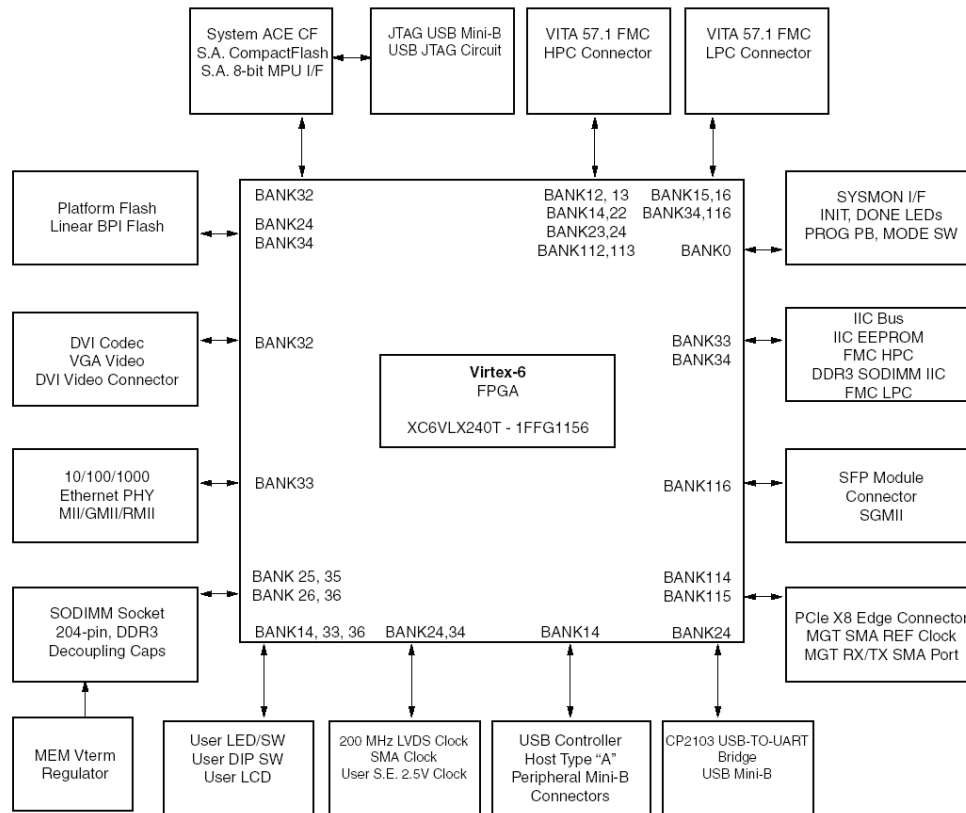 System ACE CF
S.A. CompactFlash
S.A. 8-bit MPU I/F
JTAG USB Mini-B
USB JTAG Circuit
VITA 57.1 FMC
HPC Connector
VITA 57.1 FMC
LPC Connector
Platform Flash
Linear BPI Flash
DVI Codec
VGA Video
DVI Video Connector
10/100/1000
Ethernet PHY
MII/GMII/RMII
SODIMM Socket
204-pin, DDR3
Decoupling Caps
MEM Vterm
Regulator
BANK32
BANK24
BANK34
BANK32
BANK33
BANK 25, 35
BANK 26, 36
BANK12, 13
BANK14,22
BANK23,24
BANK112,113
BANK15,16
BANK34,116
BANK0
BANK33
BANK34
Virtex-6
FPGA
XC6VLX240T - 1FFG1156
BANK116
BANK114
BANK115
BANK14, 33, 36
BANK24,34
BANK14
BANK24
SYSMON I/F
INIT, DONE LEDs
PROG PB, MODE SW
IIC Bus
IIC EEPROM
FMC HPC
DDR3 SODIMM IIC
FMC LPC
SFP Module
Connector
SGMII
PCIe X8 Edge Connector
MGT SMA REF Clock
MGT RX/TX SMA Port
User LED/SW
User DIP SW
User LCD
200 MHz LVDS Clock
SMA Clock
User S.E. 2.5V Clock
USB Controller
Host Type “A”
Peripheral Mini-B
Connectors
CP2103 USB-TO-UART
Bridge
USB Mini-B